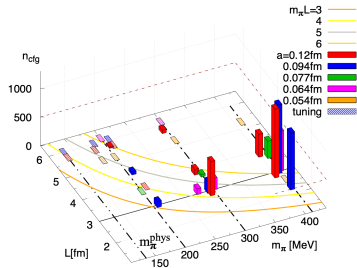 n_cfg
1000
500
0
6
5
4
3
2
L[fm]
m_π^phys
150
200
250
300
350
400
m_π [MeV]
m_πL=3
4
5
6
a=0.12fm
0.094fm
0.077fm
0.064fm
0.054fm
tuning